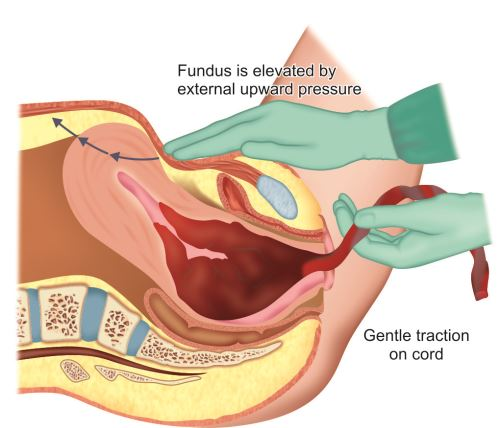 Fundus is elevated by
external upward pressure
Gentle traction
on cord